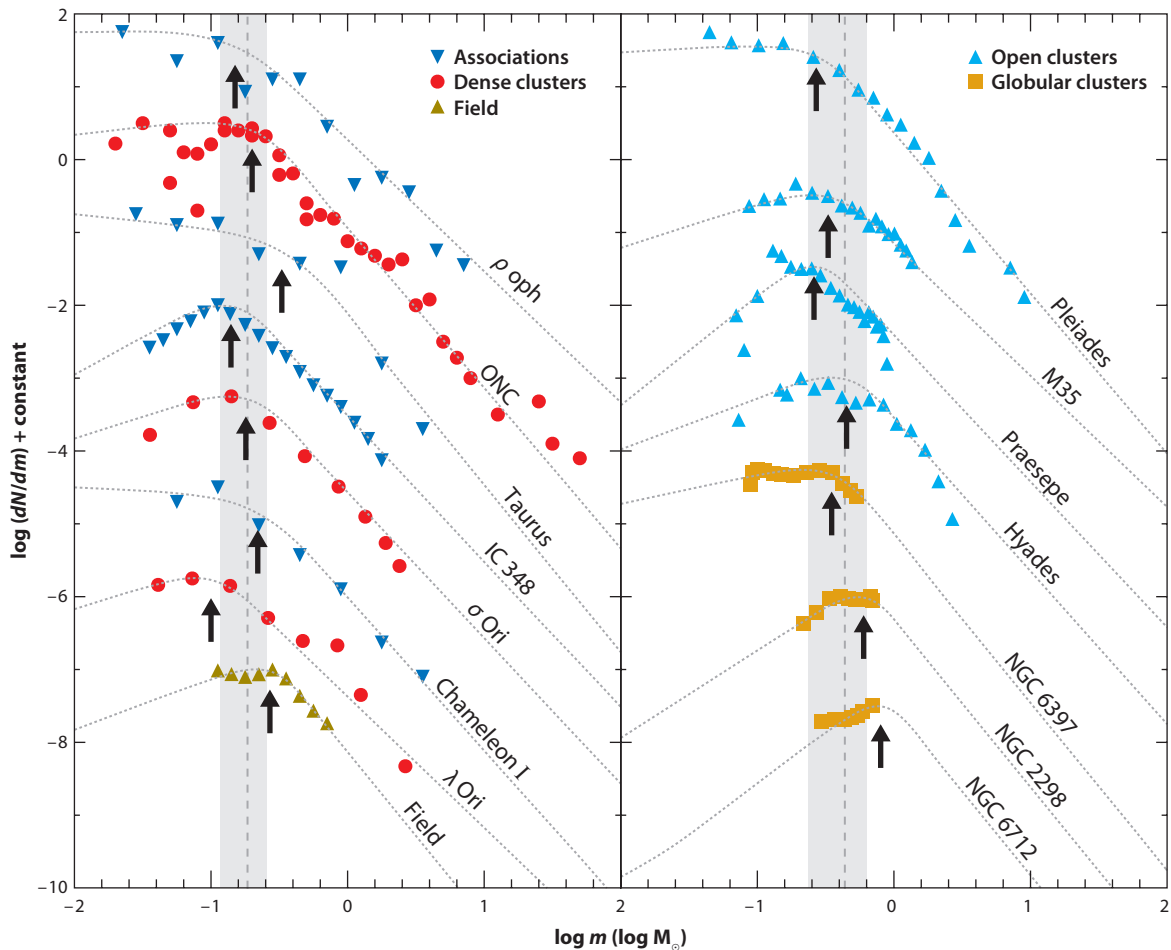 2
0
−2
−4
−6
−8
−10
log (dN/dm) + constant
Associations
Dense clusters
Field
ρ oph
ONC
Taurus
IC 348
σ Ori
Chameleon I
λ Ori
Field
Open clusters
Globular clusters
Pleiades
M35
Praesepe
Hyades
NGC 6397
NGC 2298
NGC 6712
−2 −1 0 1 2 −1 0 1 2
log m (log M☉)